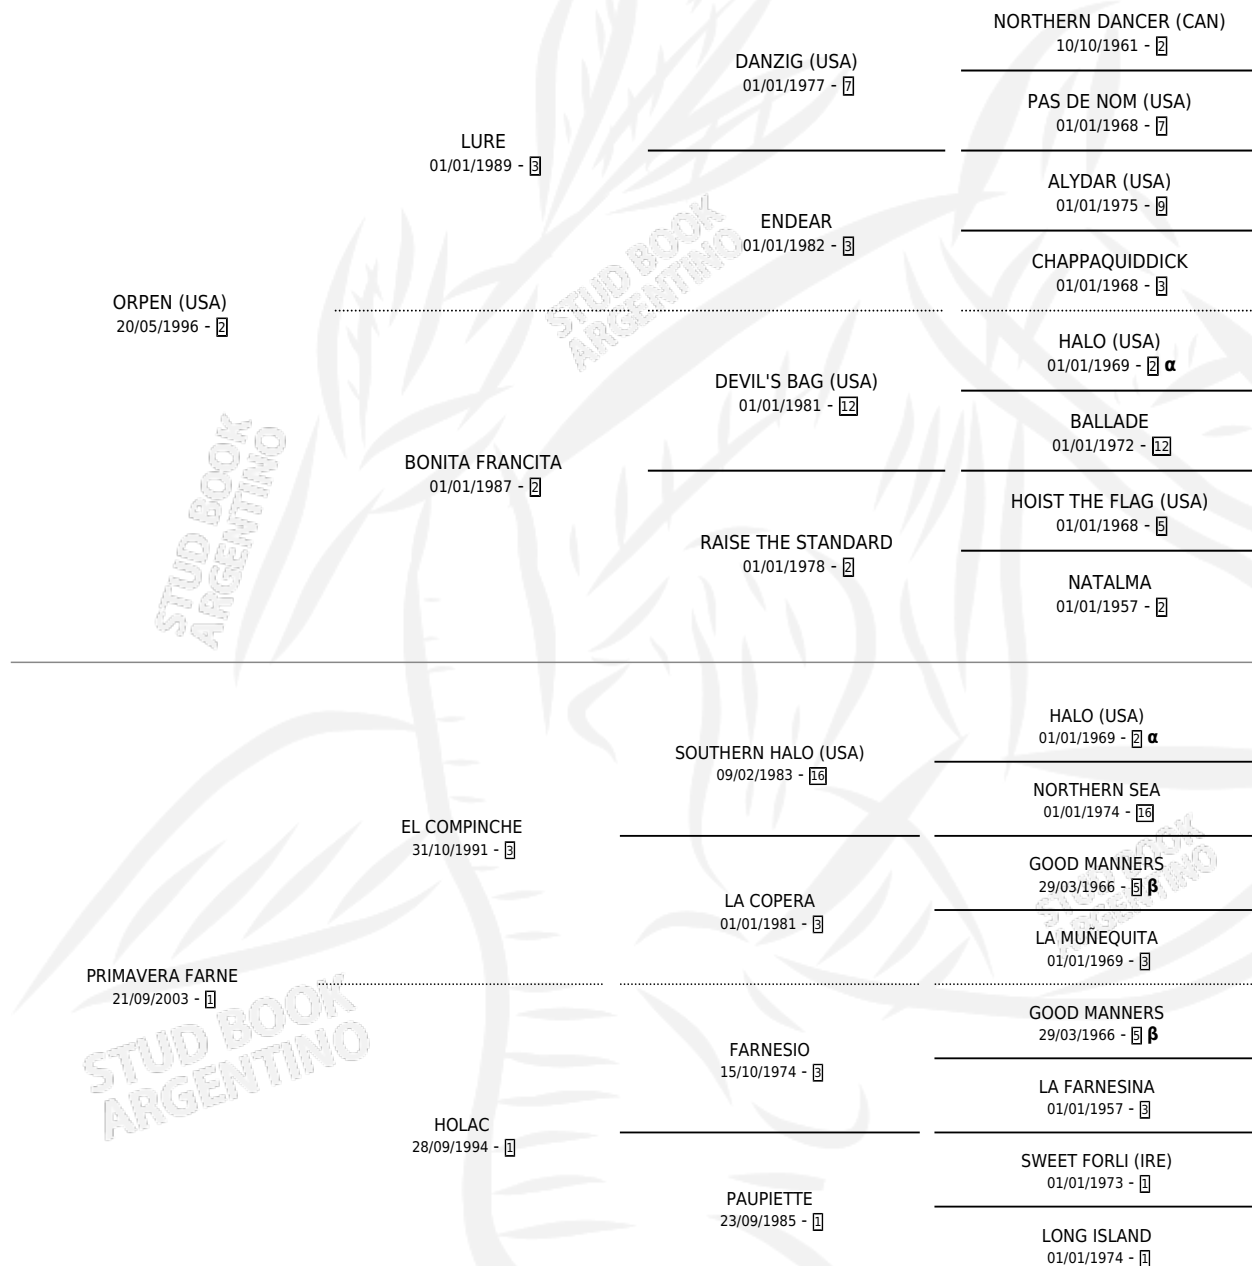 ORPEN (USA)
20/05/1996 - 2
LURE
01/01/1989 - 3
DANZIG (USA)
01/01/1977 - 7
NORTHERN DANCER (CAN)
10/10/1961 - 2
PAS DE NOM (USA)
01/01/1968 - 7
ENDEAR
01/01/1982 - 3
ALYDAR (USA)
01/01/1975 - 9
CHAPPAQUIDDICK
01/01/1968 - 3
BONITA FRANCITA
01/01/1987 - 2
DEVIL'S BAG (USA)
01/01/1981 - 12
HALO (USA)
01/01/1969 - 2 α
BALLADE
01/01/1972 - 12
RAISE THE STANDARD
01/01/1978 - 2
HOIST THE FLAG (USA)
01/01/1968 - 5
NATALMA
01/01/1957 - 2
PRIMAVERA FARNE
21/09/2003 - 1
EL COMPINCHE
31/10/1991 - 3
SOUTHERN HALO (USA)
09/02/1983 - 16
HALO (USA)
01/01/1969 - 2 α
NORTHERN SEA
01/01/1974 - 16
LA COPERA
01/01/1981 - 3
GOOD MANNERS
29/03/1966 - 5 β
LA MUÑEQUITA
01/01/1969 - 3
HOLAC
28/09/1994 - 1
FARNESIO
15/10/1974 - 3
GOOD MANNERS
29/03/1966 - 5 β
LA FARNESINA
01/01/1957 - 3
PAUPIETTE
23/09/1985 - 1
SWEET FORLI (IRE)
01/01/1973 - 1
LONG ISLAND
01/01/1974 - 1
STUD BOOK
ARGENTINO
STUD BOOK
ARGENTINO
STUD BOOK
ARGENTINO
STUD BOOK
ARGENTINO